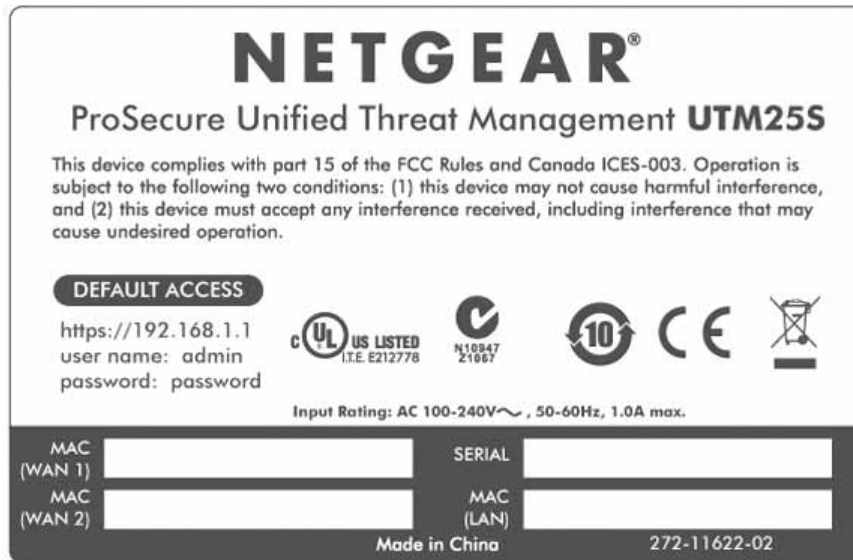 NETGEAR®
ProSecure Unified Threat Management UTM25S
This device complies with part 15 of the FCC Rules and Canada ICES-003. Operation is
subject to the following two conditions: (1) this device may not cause harmful interference,
and (2) this device must accept any interference received, including interference that may
cause undesired operation.
DEFAULT ACCESS
https://192.168.1.1
user name: admin
password: password
C UL US LISTED
I.T.E. E212778
N10947
Z1067
10
CE
Input Rating: AC 100-240V~ , 50-60Hz, 1.0A max.
MAC
(WAN 1)
SERIAL
MAC
(WAN 2)
MAC
(LAN)
Made in China
272-11622-02